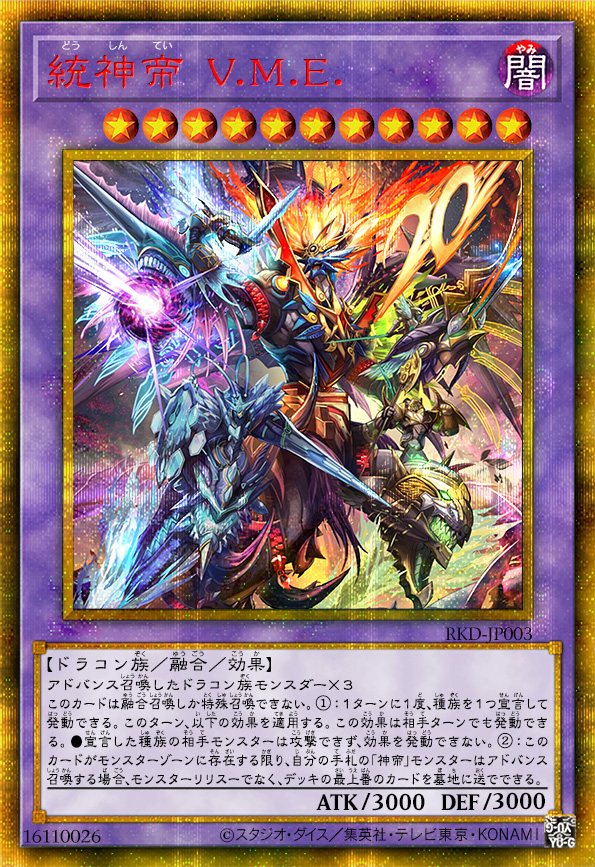 どう しん てい
統神帝 V.M.E.
やみ
闇
RKD-JP003
【ドラコン族/融合/効果】
アドバンス召喚したドラゴン族モンスター×3
このカードは融合召喚しか特殊召喚できない。①:1ターンに1度、種族を1つ宣言して
発動できる。このターン、以下の効果を適用する。この効果は相手ターンでも発動でき
る。●宣言した種族の相手モンスターは攻撃できず、効果を発動できない。②:この
カードがモンスターゾーンに存在する限り、自分の手札の「神帝」モンスターはアドバンス
召喚する場合、モンスターリリースーでなく、デッキの最上番のカードを墓地に送でできる。
ATK/3000 DEF/3000
16110026 ©スタジオ・ダイス/集英社・テレビ東京・KONAMI